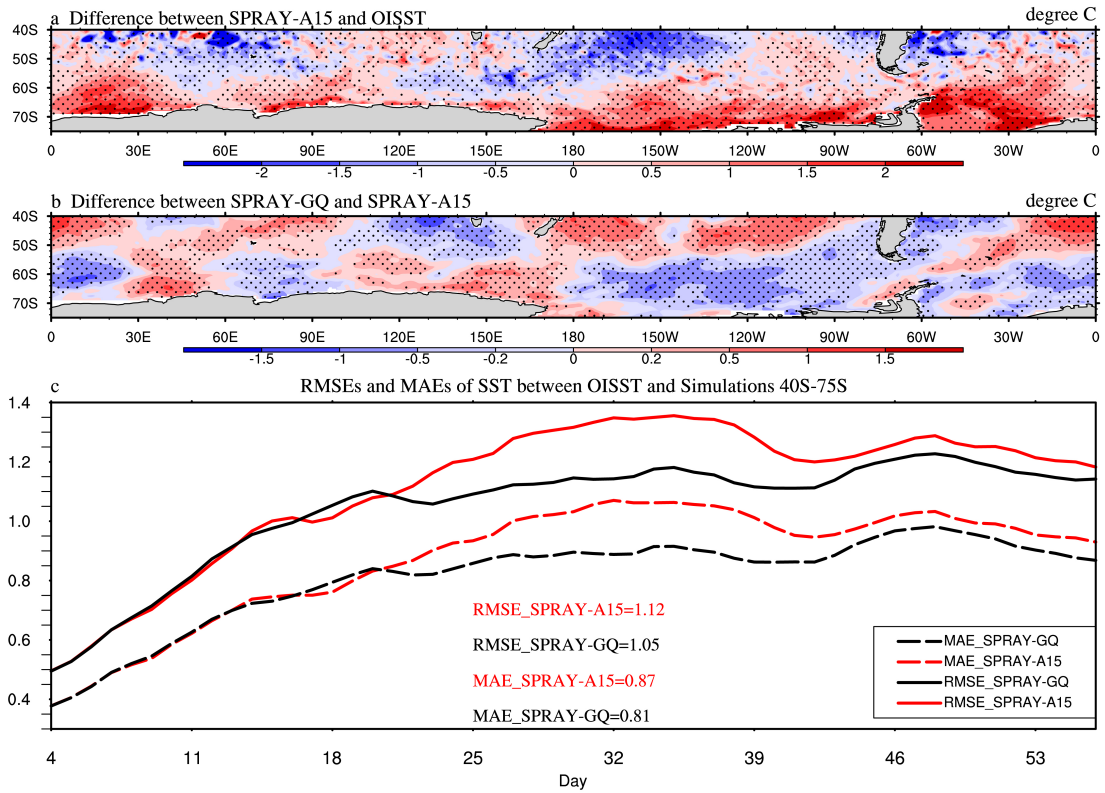 a Difference between SPRAY-A15 and OISST degree C
40S
50S
60S
70S
0 30E 60E 90E 120E 150E 180 150W 120W 90W 60W 30W 0
-2 -1.5 -1 -0.5 0 0.5 1 1.5 2
b Difference between SPRAY-GQ and SPRAY-A15 degree C
40S
50S
60S
70S
0 30E 60E 90E 120E 150E 180 150W 120W 90W 60W 30W 0
-1.5 -1 -0.5 -0.2 0 0.2 0.5 1 1.5
c RMSEs and MAEs of SST between OISST and Simulations 40S-75S
1.4
1.2
1.0
0.8
0.6
0.4
RMSE_SPRAY-A15=1.12
RMSE_SPRAY-GQ=1.05
MAE_SPRAY-A15=0.87
MAE_SPRAY-GQ=0.81
MAE_SPRAY-GQ
MAE_SPRAY-A15
RMSE_SPRAY-GQ
RMSE_SPRAY-A15
4 11 18 25 32 39 46 53
Day